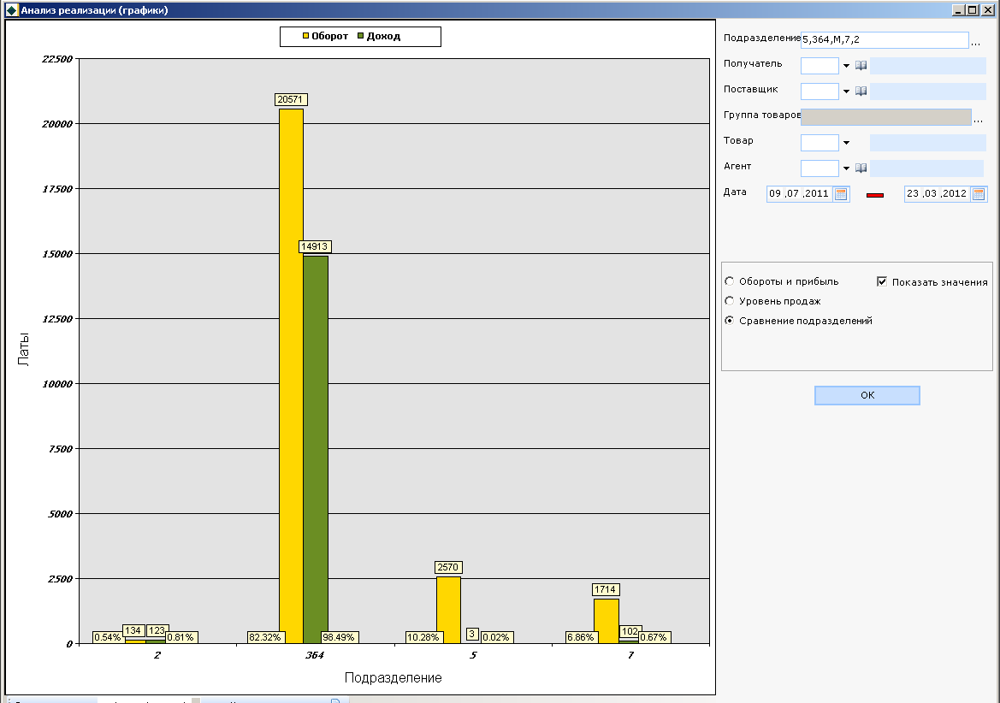 Анализ реализации (графики)
Оборот Доход
22500
20000
17500
15000
12500
10000
7500
5000
2500
0
Латы
20571
14913
2570
1714
134 123
3
102
0.54% 0.81% 82.32% 98.49% 10.28% 0.02% 6.86% 0.67%
2 364 5 7
Подразделение
Подразделение 5,364,М,7,2 ...
Получатель
Поставщик
Группа товаров ...
Товар
Агент
Дата 09 ,07 ,2011 23 ,03 ,2012
Обороты и прибыль Показать значения
Уровень продаж
Сравнение подразделений
ОК